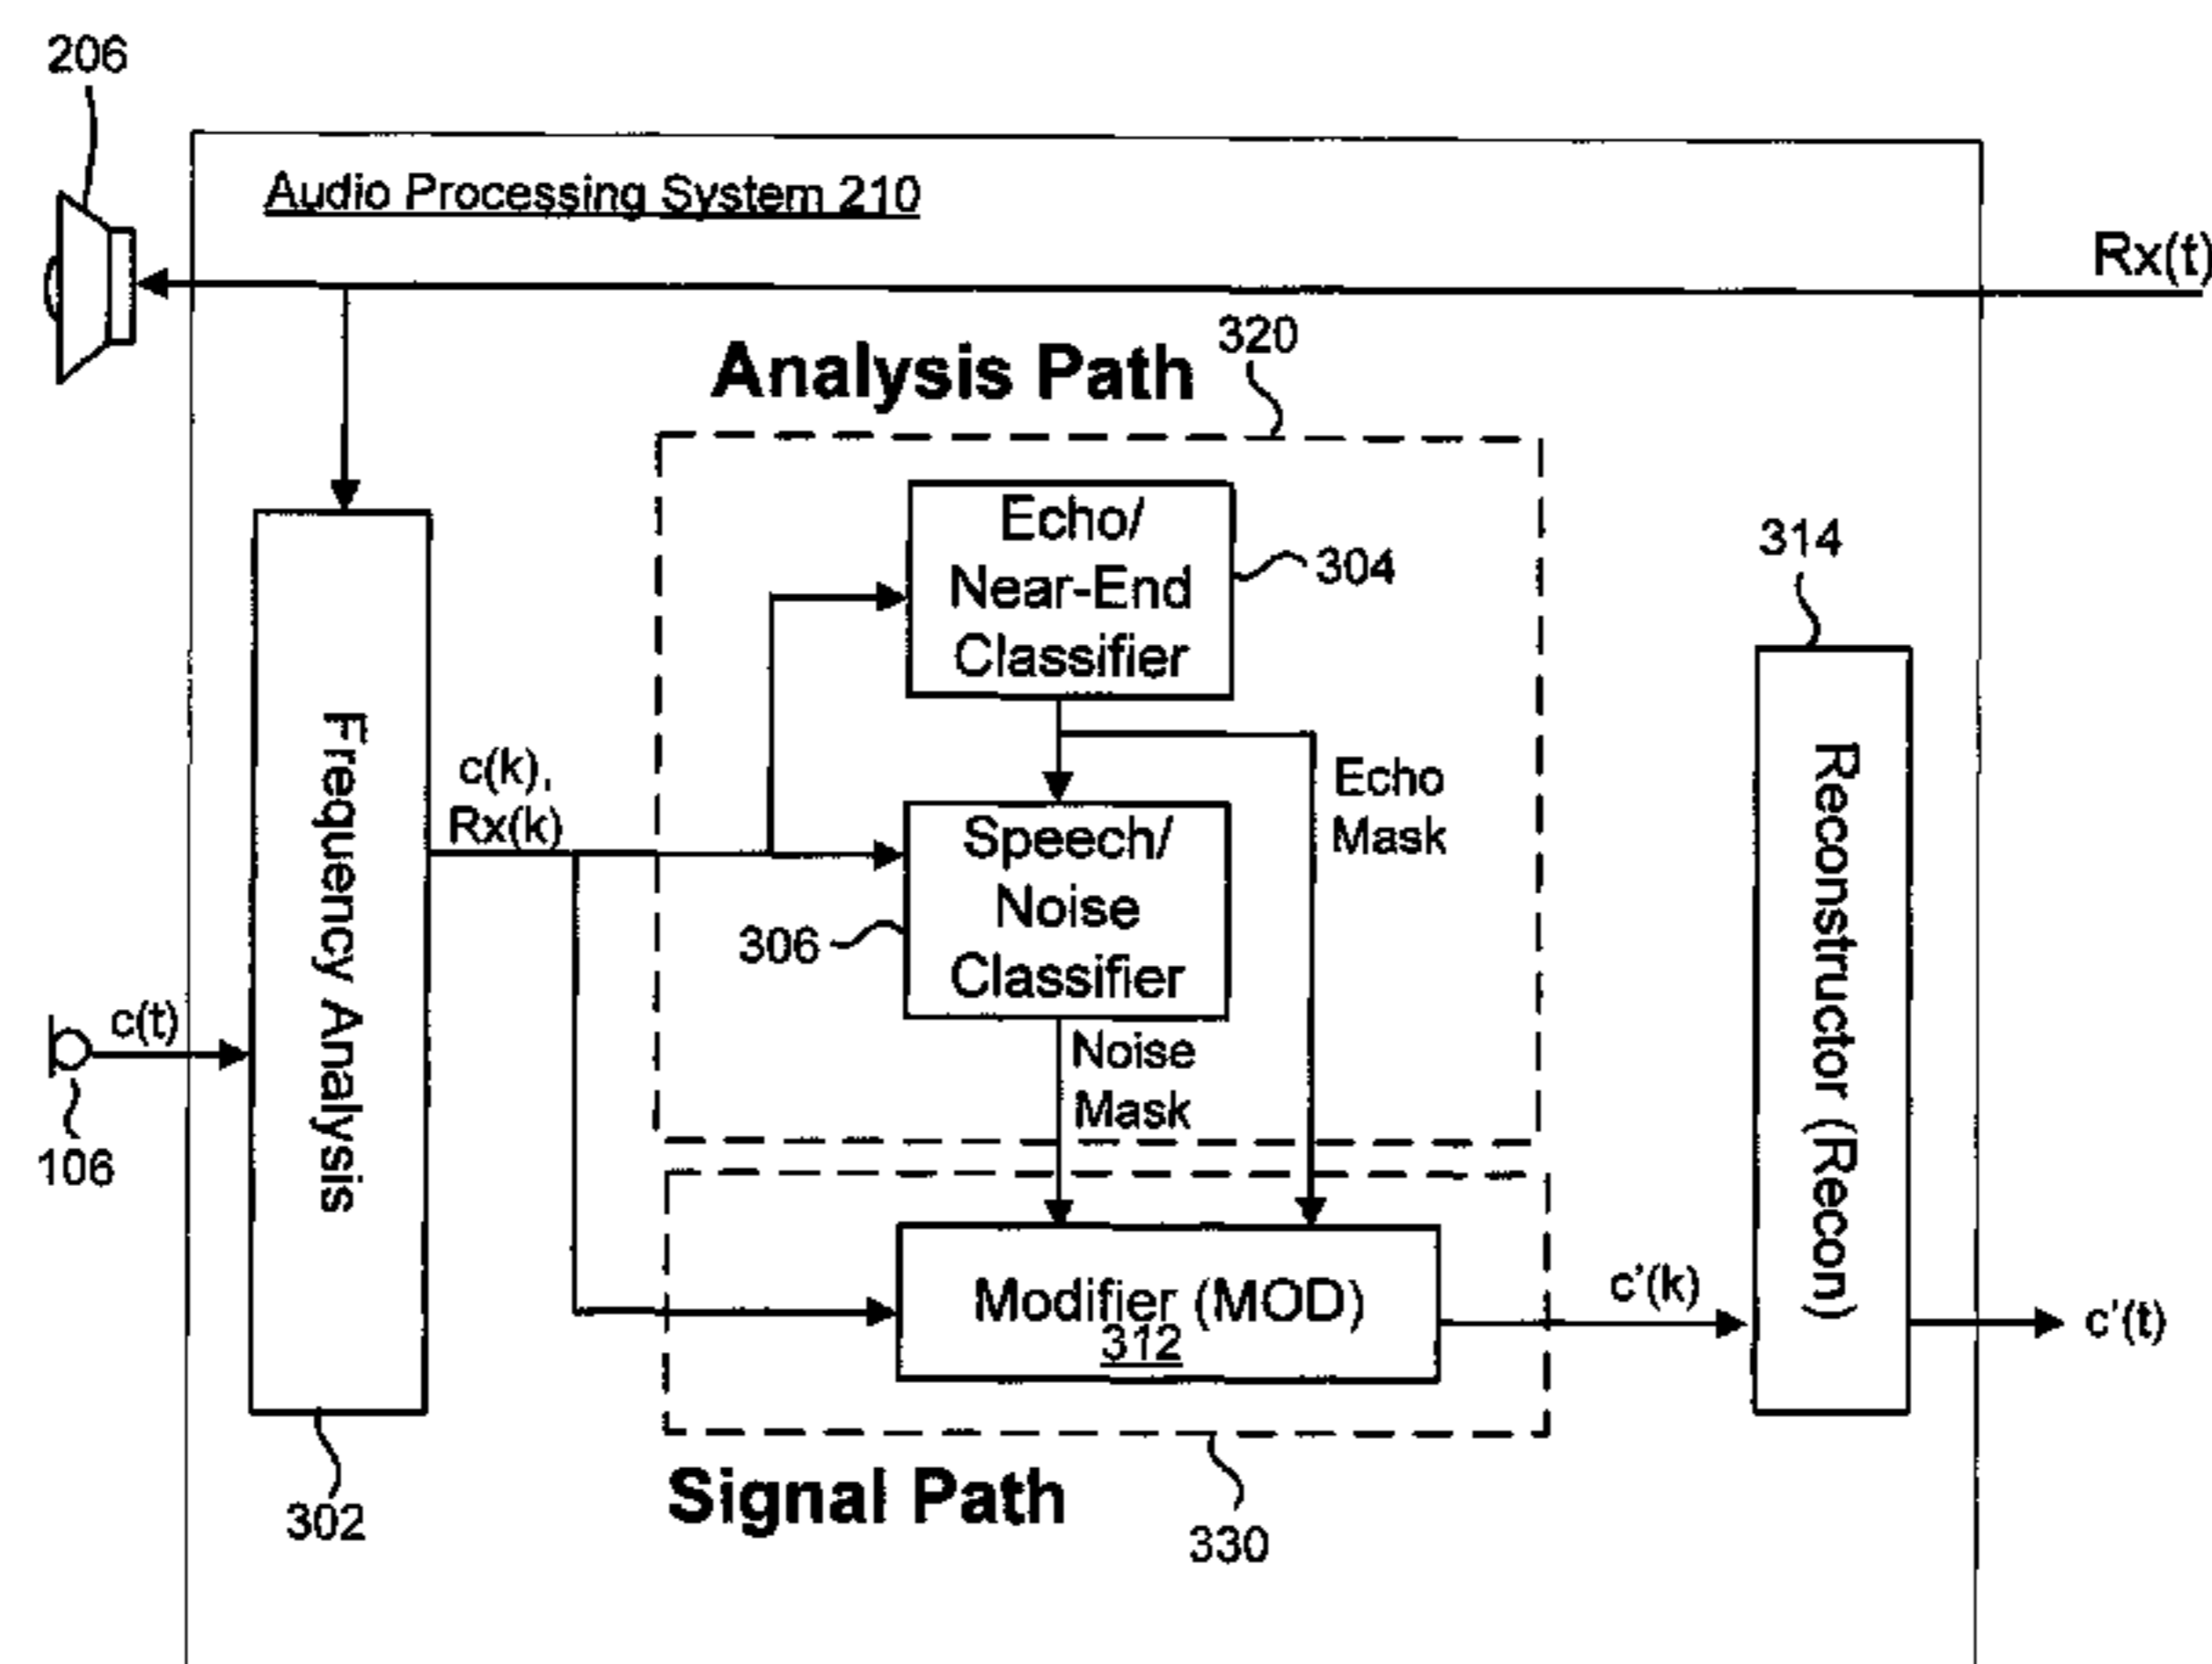 206
Audio Processing System 210
Rx(t)
320
Analysis Path
Echo/
Near-End
Classifier
304
314
c(k),
Rx(k)
Echo
Mask
Speech/
Noise
Classifier
306
Frequency Analysis
Reconstructor (Recon)
c(t)
106
Noise
Mask
Modifier (MOD)
312
c'(k)
c'(t)
302
Signal Path
330